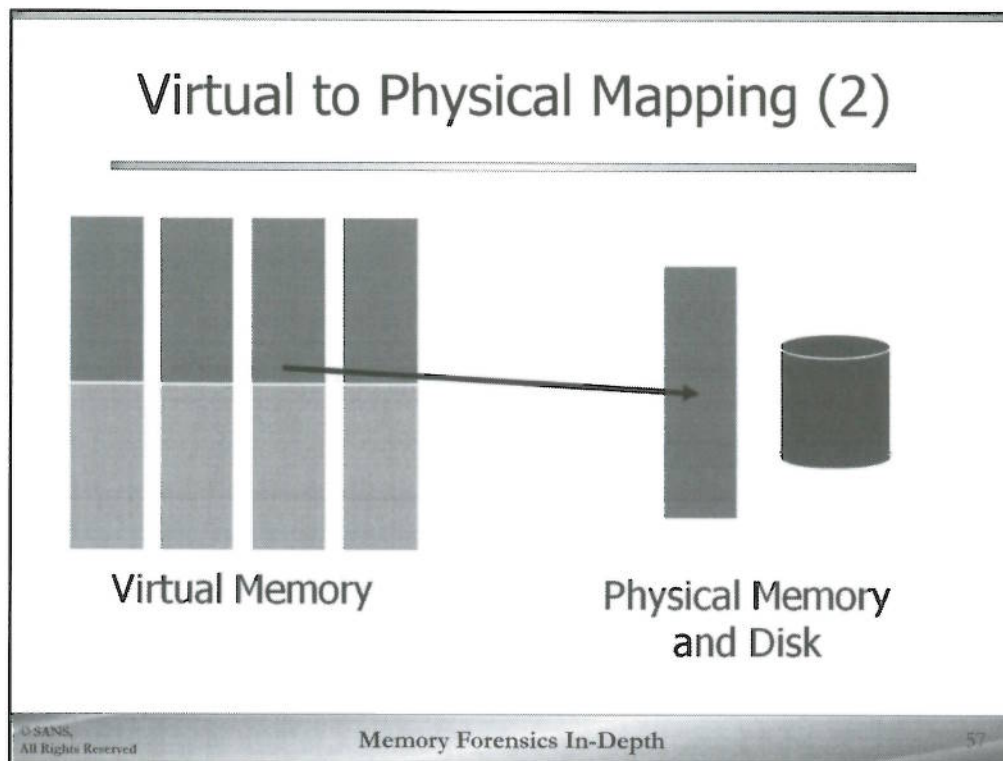 Virtual to Physical Mapping (2)
Virtual Memory
Physical Memory
and Disk
© SANS,
All Rights Reserved
Memory Forensics In-Depth
57